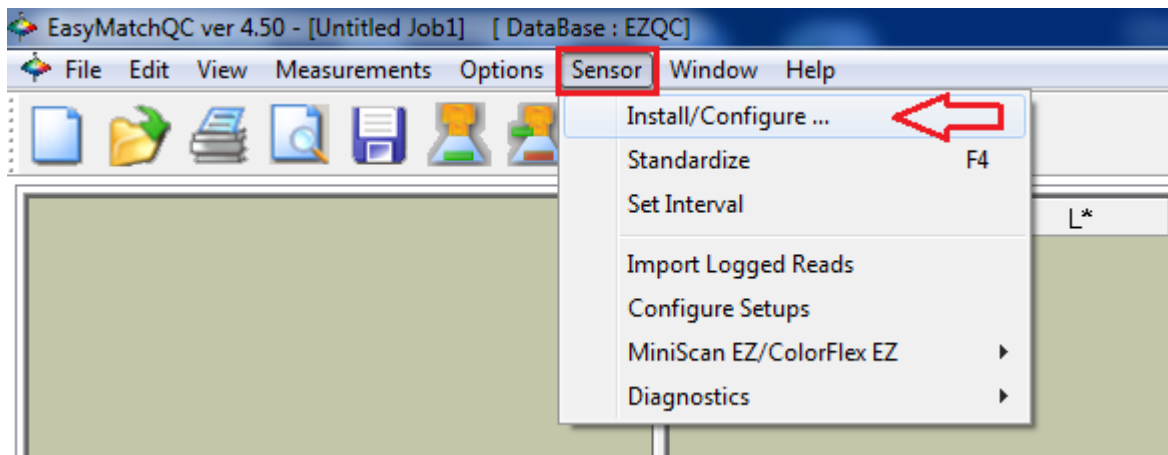 EasyMatchQC ver 4.50 - [Untitled Job1] [ DataBase : EZQC]
File Edit View Measurements Options Sensor Window Help
Install/Configure ...
Standardize F4
Set Interval
L*
Import Logged Reads
Configure Setups
MiniScan EZ/ColorFlex EZ
Diagnostics